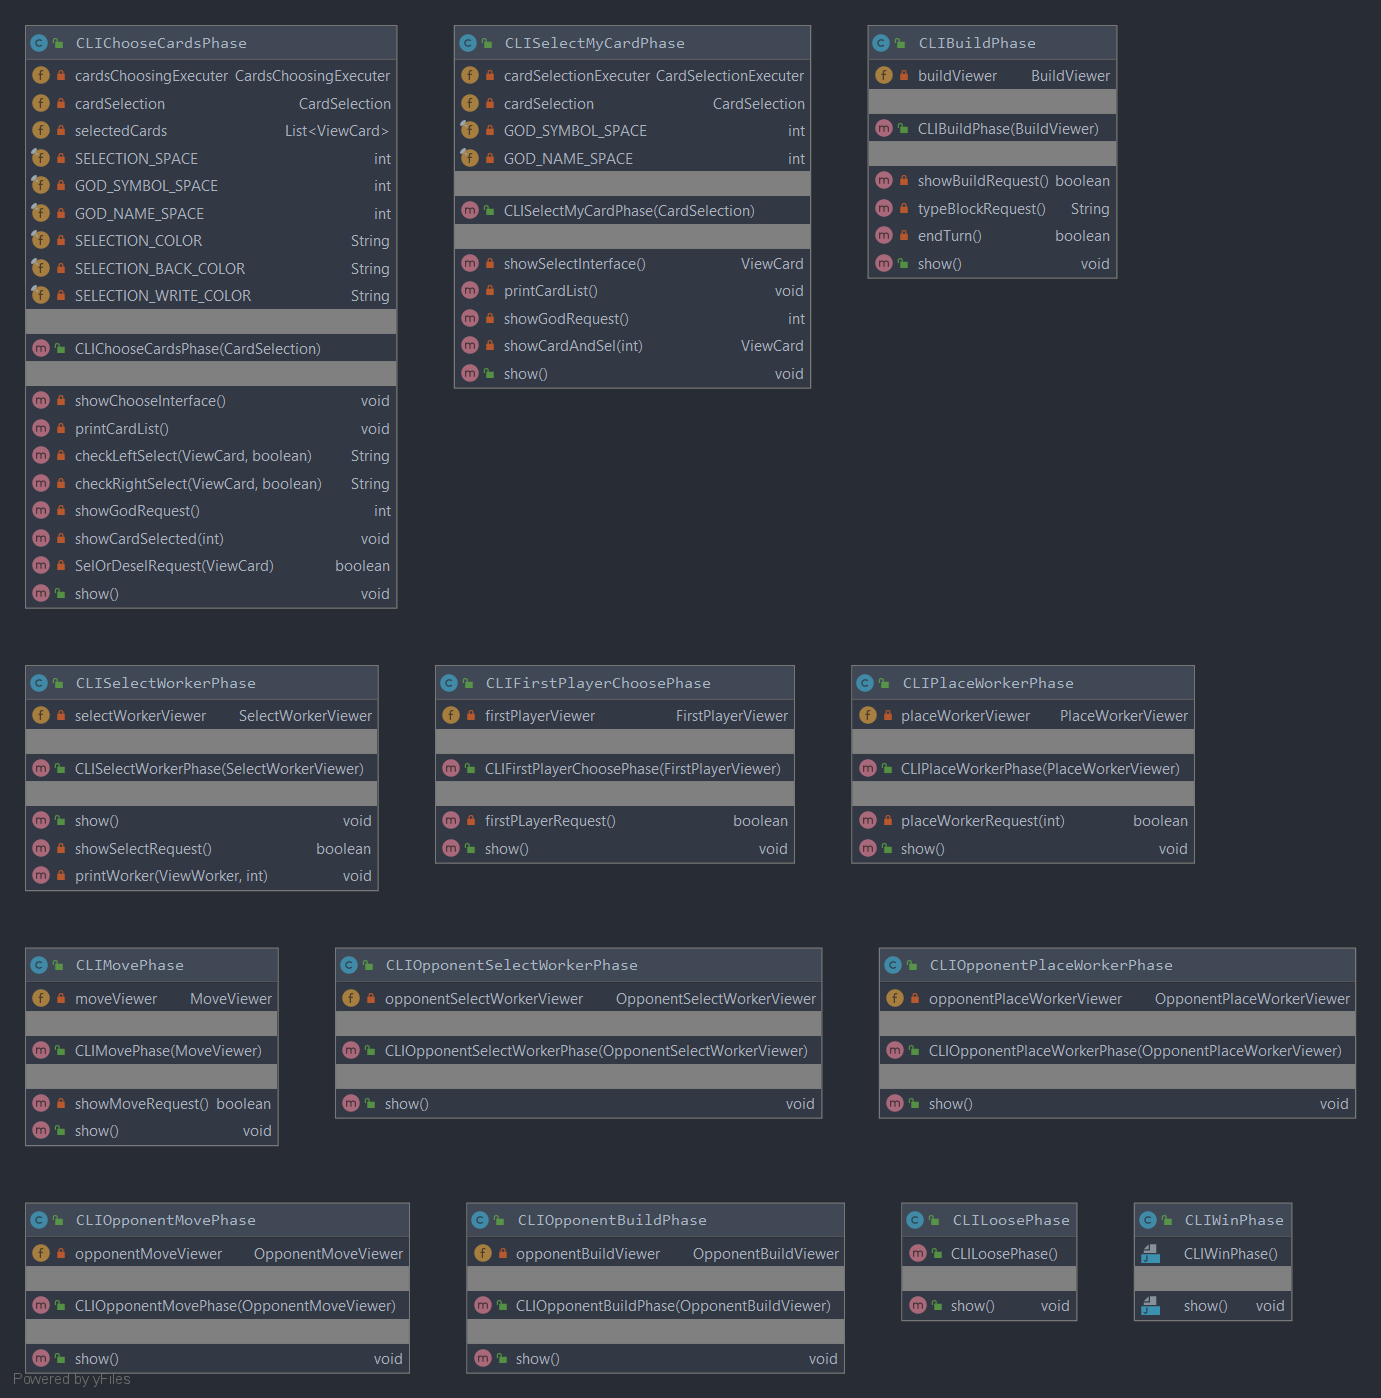 CLIChooseCardsPhase
cardsChoosingExecuter CardsChoosingExecuter
cardSelection CardSelection
selectedCards List<ViewCard>
SELECTION_SPACE int
GOD_SYMBOL_SPACE int
GOD_NAME_SPACE int
SELECTION_COLOR String
SELECTION_BACK_COLOR String
SELECTION_WRITE_COLOR String
CLIChooseCardsPhase(CardSelection)
showChooseInterface() void
printCardList() void
checkLeftSelect(ViewCard, boolean) String
checkRightSelect(ViewCard, boolean) String
showGodRequest() int
showCardSelected(int) void
SelOrDeselRequest(ViewCard) boolean
show() void
CLISelectMyCardPhase
cardSelectionExecuter CardSelectionExecuter
cardSelection CardSelection
GOD_SYMBOL_SPACE int
GOD_NAME_SPACE int
CLISelectMyCardPhase(CardSelection)
showSelectInterface() ViewCard
printCardList() void
showGodRequest() int
showCardAndSel(int) ViewCard
show() void
CLIBuildPhase
buildViewer BuildViewer
CLIBuildPhase(BuildViewer)
showBuildRequest() boolean
typeBlockRequest() String
endTurn() boolean
show() void
CLISelectWorkerPhase
selectWorkerViewer SelectWorkerViewer
CLISelectWorkerPhase(SelectWorkerViewer)
show() void
showSelectRequest() boolean
printWorker(ViewWorker, int) void
CLIFirstPlayerChoosePhase
firstPlayerViewer FirstPlayerViewer
CLIFirstPlayerChoosePhase(FirstPlayerViewer)
firstPLayerRequest() boolean
show() void
CLIPlaceWorkerPhase
placeWorkerViewer PlaceWorkerViewer
CLIPlaceWorkerPhase(PlaceWorkerViewer)
placeWorkerRequest(int) boolean
show() void
CLIMovePhase
moveViewer MoveViewer
CLIMovePhase(MoveViewer)
showMoveRequest() boolean
show() void
CLIOpponentSelectWorkerPhase
opponentSelectWorkerViewer OpponentSelectWorkerViewer
CLIOpponentSelectWorkerPhase(OpponentSelectWorkerViewer)
show() void
CLIOpponentPlaceWorkerPhase
opponentPlaceWorkerViewer OpponentPlaceWorkerViewer
CLIOpponentPlaceWorkerPhase(OpponentPlaceWorkerViewer)
show() void
CLIOpponentMovePhase
opponentMoveViewer OpponentMoveViewer
CLIOpponentMovePhase(OpponentMoveViewer)
show() void
CLIOpponentBuildPhase
opponentBuildViewer OpponentBuildViewer
CLIOpponentBuildPhase(OpponentBuildViewer)
show() void
CLILoosePhase
CLILoosePhase()
show() void
CLIWinPhase
CLIWinPhase()
show() void
Powered by yFiles